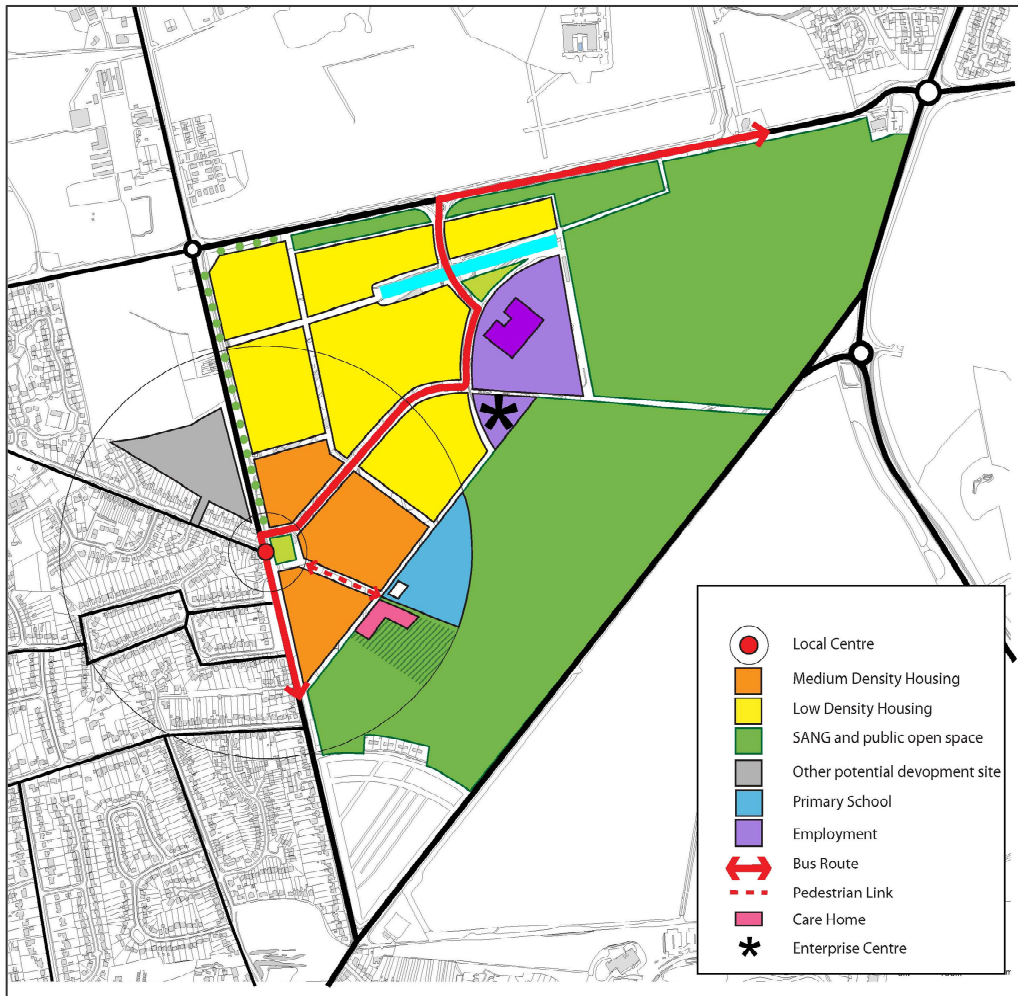 Local Centre
Medium Density Housing
Low Density Housing
SANG and public open space
Other potential devopment site
Primary School
Employment
Bus Route
Pedestrian Link
Care Home
Enterprise Centre